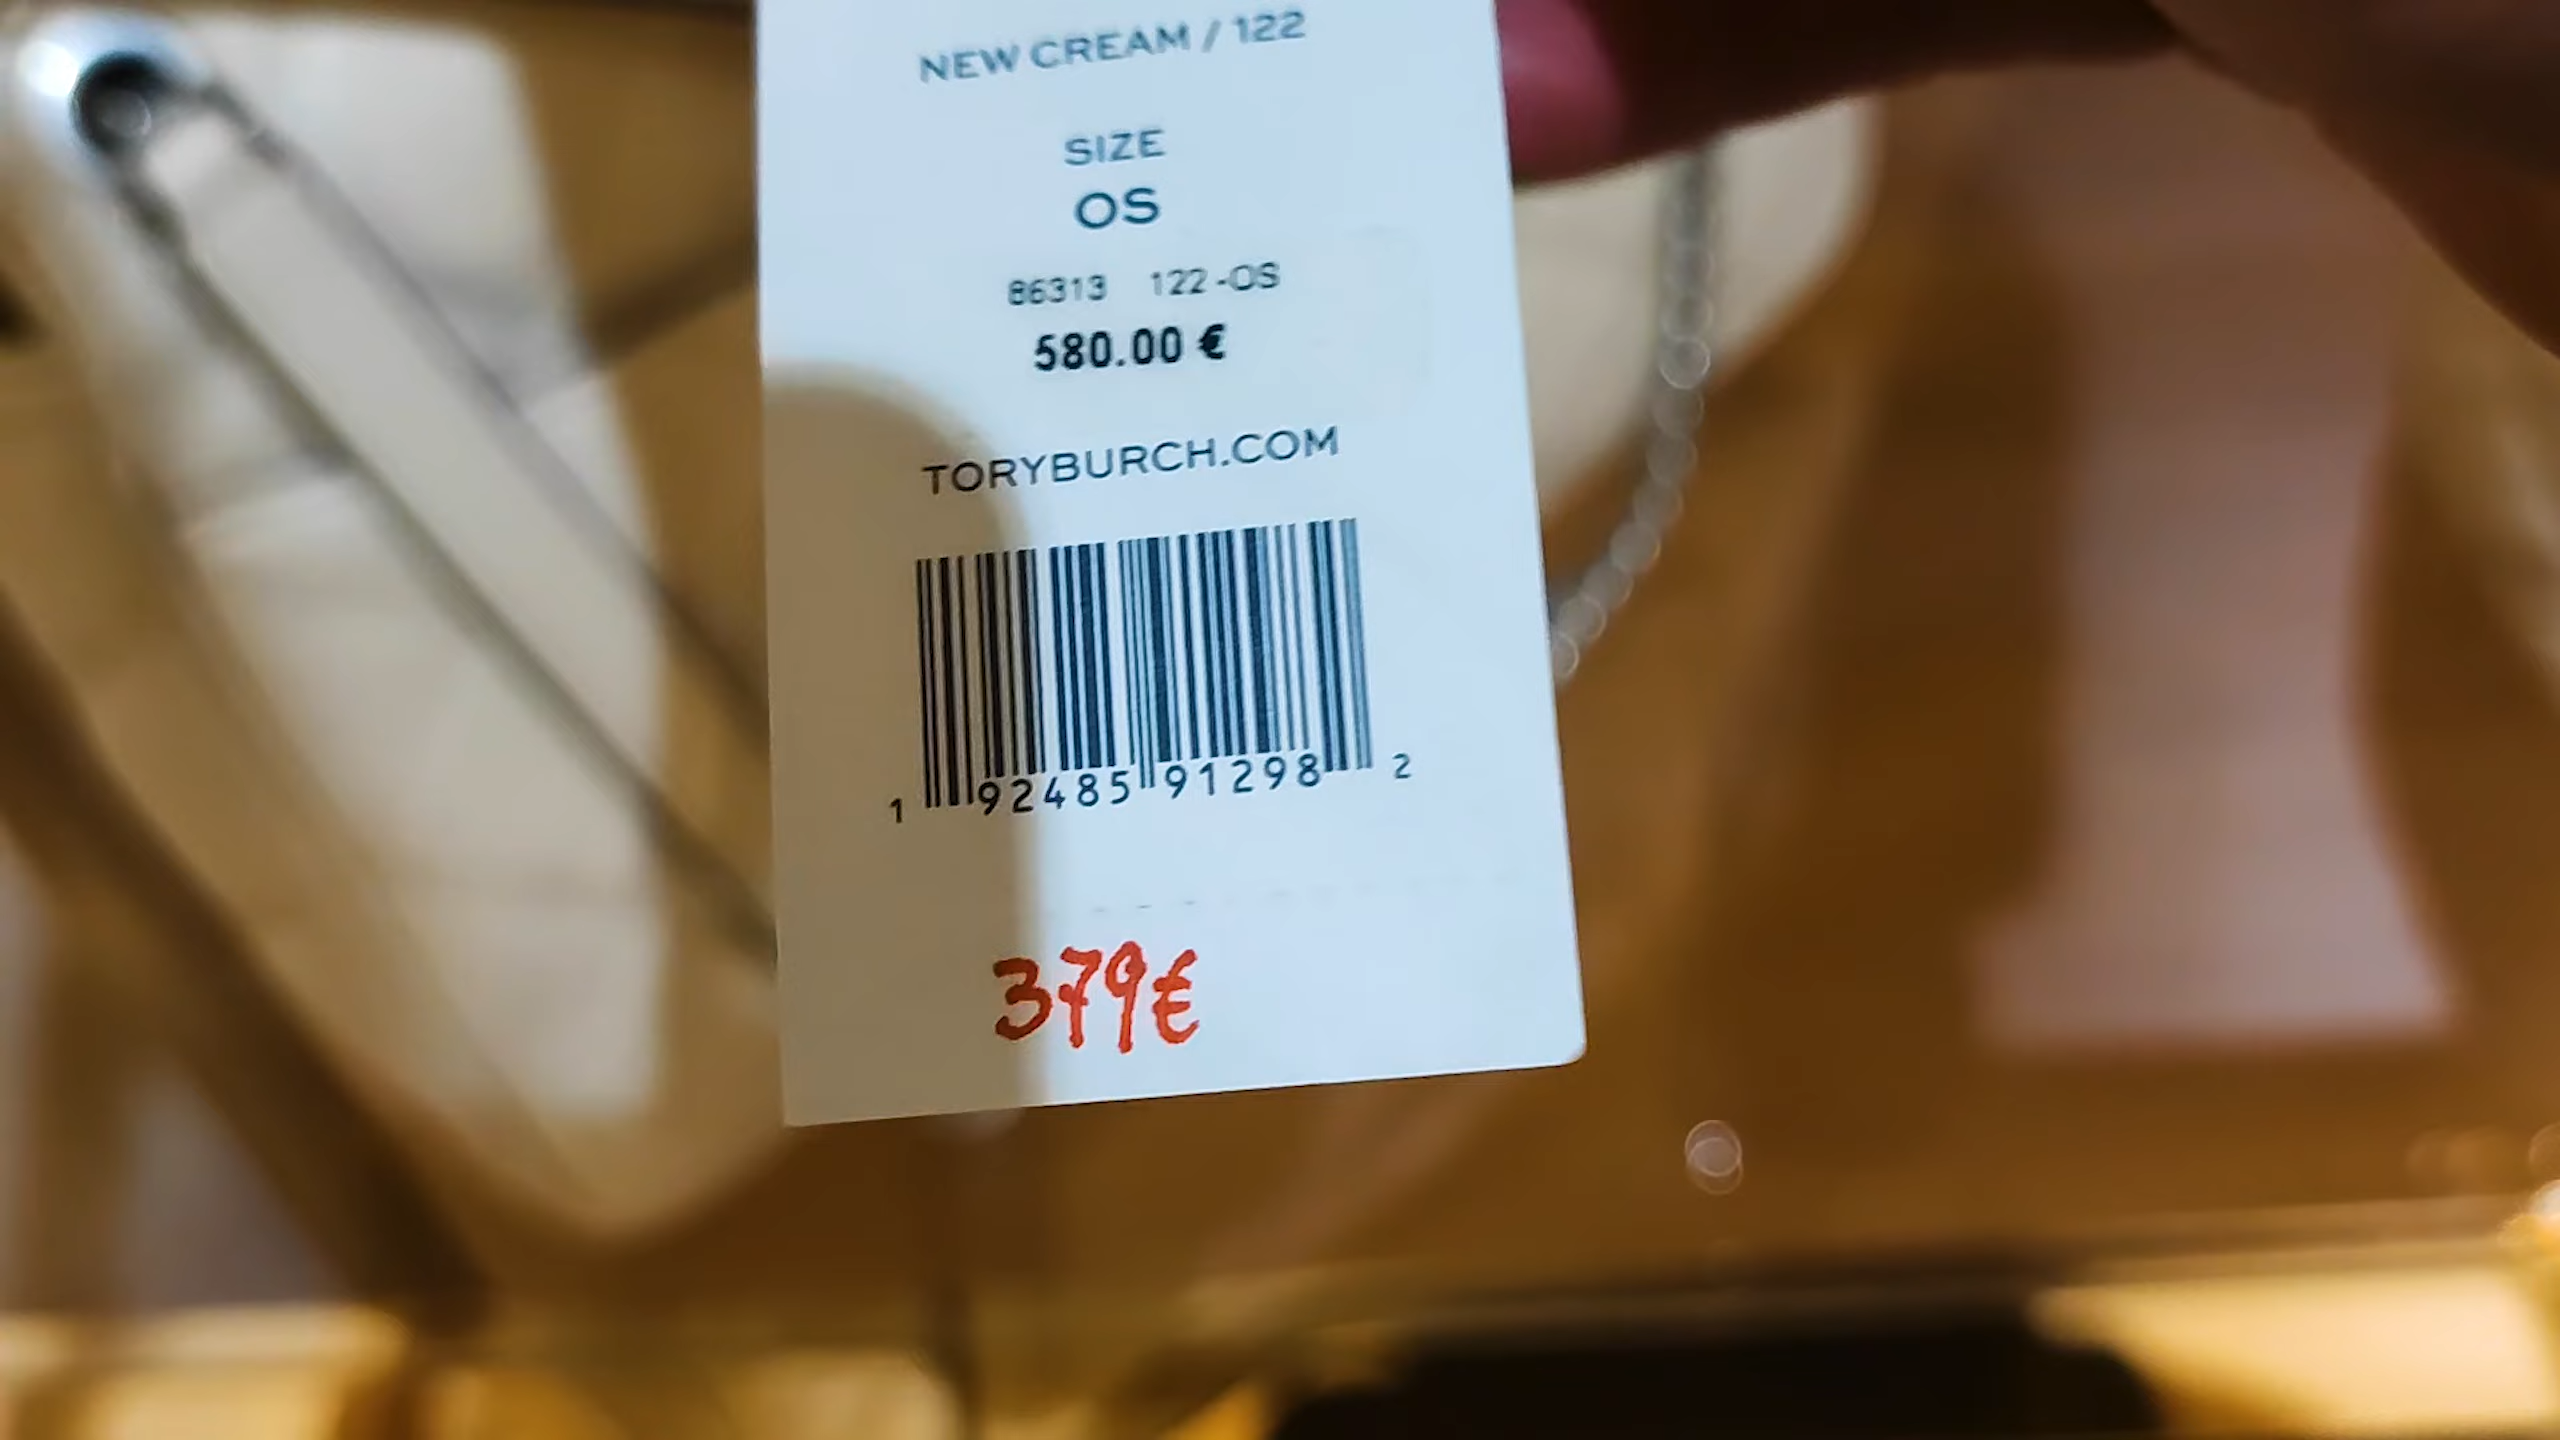 NEW CREAM / 122
SIZE
OS
86313 122-OS
580.00 €
TORYBURCH.COM
1 92485 91298 2
379€